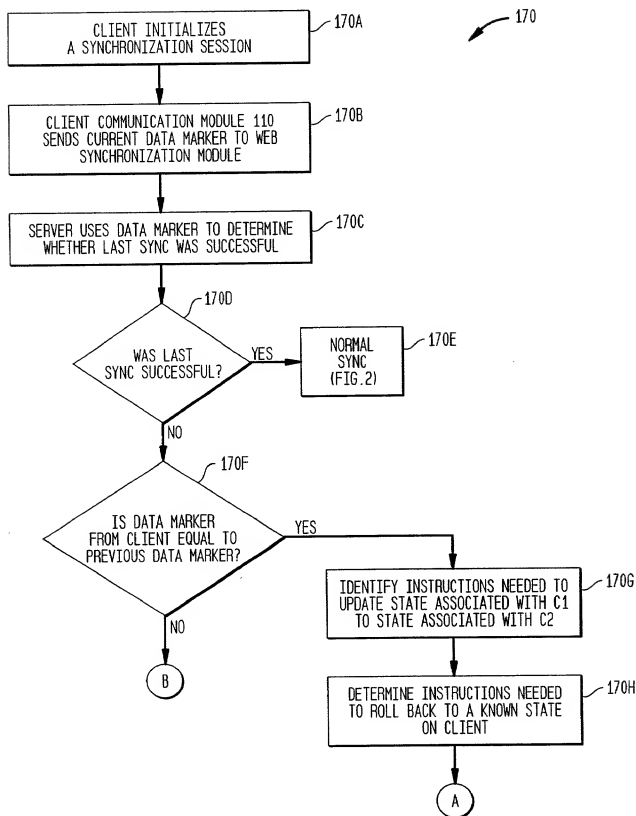 170
CLIENT INITIALIZES
A SYNCHRONIZATION SESSION
170A
CLIENT COMMUNICATION MODULE 110
SENDS CURRENT DATA MARKER TO WEB
SYNCHRONIZATION MODULE
170B
SERVER USES DATA MARKER TO DETERMINE
WHETHER LAST SYNC WAS SUCCESSFUL
170C
170D
WAS LAST
SYNC SUCCESSFUL?
YES
NORMAL
SYNC
(FIG.2)
170E
NO
170F
IS DATA MARKER
FROM CLIENT EQUAL TO
PREVIOUS DATA MARKER?
YES
NO
B
IDENTIFY INSTRUCTIONS NEEDED TO
UPDATE STATE ASSOCIATED WITH C1
TO STATE ASSOCIATED WITH C2
170G
DETERMINE INSTRUCTIONS NEEDED
TO ROLL BACK TO A KNOWN STATE
ON CLIENT
170H
A